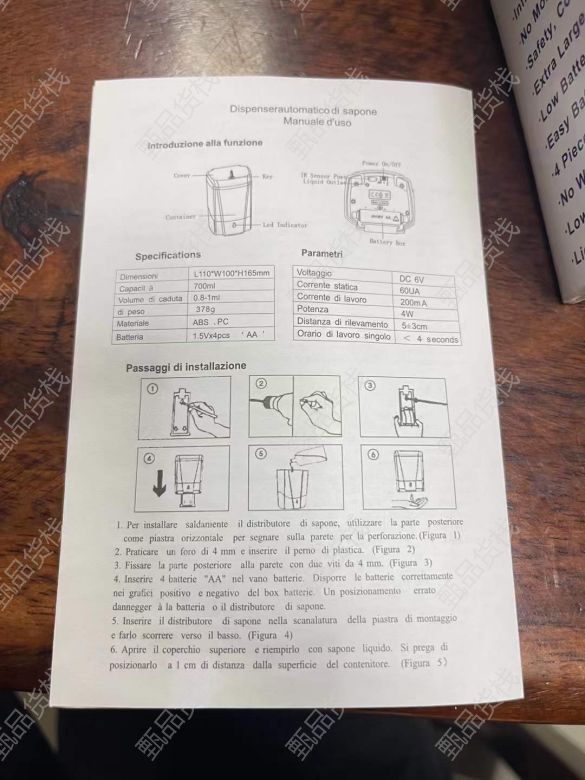 Dispenserautomatico di sapone
Manuale d'uso
Introduzione alla funzione
Cover
Key
Container
Led Indicator
Power On/Off
IR Sensor
Liquid
Battery Box
Specifications
Dimensioni L110*W100*H165mm
Capacit à 700ml
Volume di caduta 0.8-1ml
di peso 378g
Materiale ABS .PC
Batteria 1.5Vx4pcs ‘ AA ’
Parametri
Voltaggio DC 6V
Corrente statica 60UA
Corrente di lavoro 200mA
Potenza 4W
Distanza di rilevamento 5±3cm
Orario di lavoro singolo < 4 seconds
Passaggi di installazione
①
②
③
④
⑤
⑥
1. Per installare saldamente il distributore di sapone, utilizzare la parte posteriore
come piastra orizzontale per segnare sulla parete per la perforazione. (Figura 1)
2. Praticare un foro di 4 mm e inserire il perno di plastica. (Figura 2)
3. Fissare la parte posteriore alla parete con due viti da 4 mm. (Figura 3)
4. Inserire 4 batterie "AA" nel vano batterie. Disporre le batterie correttamente
nei grafici positivo e negativo del box batterie. Un posizionamento errato
dannegger à la batteria o il distributore di sapone.
5. Inserire il distributore di sapone nella scanalatura della piastra di montaggio
e farlo scorrere verso il basso. (Figura 4)
6. Aprire il coperchio superiore e riempirlo con sapone liquido. Si prega di
posizionarlo a 1 cm di distanza dalla superficie del contenitore. (Figura 5)
·No
·Safety,
·Extra Large
·Low Batte
·Easy
·4 Piec
·No W
·Low
甄品货栈